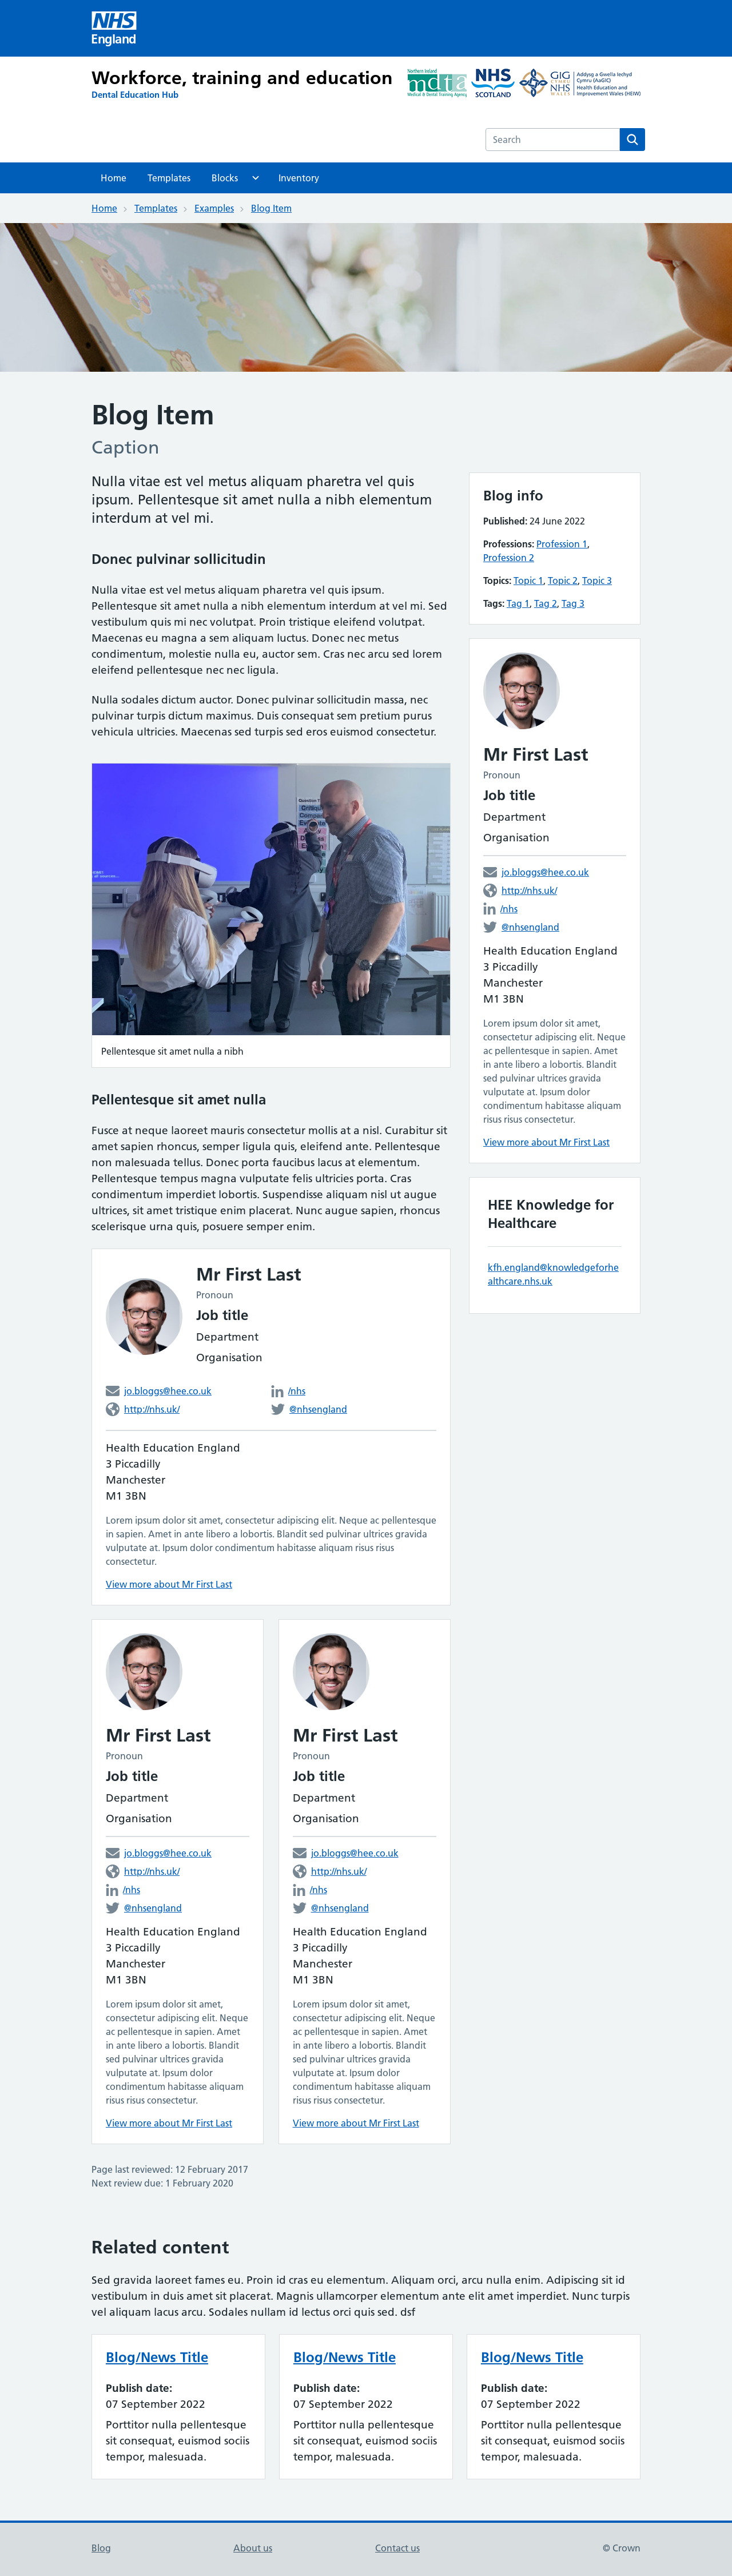 NHS
England
Workforce, training and education
Dental Education Hub
Northern Ireland
mdta
Medical & Dental Training Agency
NHS
SCOTLAND
GIG
CYMRU
NHS
WALES
Addysg a Gwella Iechyd
Cymru (AaGIC)
Health Education and
Improvement Wales (HEIW)
Search
Home Templates Blocks Inventory
Home Templates Examples Blog Item
Blog Item
Caption
Nulla vitae est vel metus aliquam pharetra vel quis
ipsum. Pellentesque sit amet nulla a nibh elementum
interdum at vel mi.
Donec pulvinar sollicitudin
Nulla vitae est vel metus aliquam pharetra vel quis ipsum.
Pellentesque sit amet nulla a nibh elementum interdum at vel mi. Sed
vestibulum quis mi nec volutpat. Proin tristique eleifend volutpat.
Maecenas eu magna a sem aliquam luctus. Donec nec metus
condimentum, molestie nulla eu, auctor sem. Cras nec arcu sed lorem
eleifend pellentesque nec nec ligula.
Nulla sodales dictum auctor. Donec pulvinar sollicitudin massa, nec
pulvinar turpis dictum maximus. Duis consequat sem pretium purus
vehicula ultricies. Maecenas sed turpis sed eros euismod consectetur.
Pellentesque sit amet nulla a nibh
Pellentesque sit amet nulla
Fusce at neque laoreet mauris consectetur mollis at a nisl. Curabitur sit
amet sapien rhoncus, semper ligula quis, eleifend ante. Pellentesque
non malesuada tellus. Donec porta faucibus lacus at elementum.
Pellentesque tempus magna vulputate felis ultricies porta. Cras
condimentum imperdiet lobortis. Suspendisse aliquam nisl ut augue
ultrices, sit amet tristique enim placerat. Nunc augue sapien, rhoncus
scelerisque urna quis, posuere semper enim.
Mr First Last
Pronoun
Job title
Department
Organisation
jo.bloggs@hee.co.uk
/nhs
http://nhs.uk/
@nhsengland
Health Education England
3 Piccadilly
Manchester
M1 3BN
Lorem ipsum dolor sit amet, consectetur adipiscing elit. Neque ac pellentesque
in sapien. Amet in ante libero a lobortis. Blandit sed pulvinar ultrices gravida
vulputate at. Ipsum dolor condimentum habitasse aliquam risus risus
consectetur.
View more about Mr First Last
Mr First Last
Pronoun
Job title
Department
Organisation
jo.bloggs@hee.co.uk
http://nhs.uk/
/nhs
@nhsengland
Health Education England
3 Piccadilly
Manchester
M1 3BN
Lorem ipsum dolor sit amet,
consectetur adipiscing elit. Neque
ac pellentesque in sapien. Amet
in ante libero a lobortis. Blandit
sed pulvinar ultrices gravida
vulputate at. Ipsum dolor
condimentum habitasse aliquam
risus risus consectetur.
View more about Mr First Last
Mr First Last
Pronoun
Job title
Department
Organisation
jo.bloggs@hee.co.uk
http://nhs.uk/
/nhs
@nhsengland
Health Education England
3 Piccadilly
Manchester
M1 3BN
Lorem ipsum dolor sit amet,
consectetur adipiscing elit. Neque
ac pellentesque in sapien. Amet
in ante libero a lobortis. Blandit
sed pulvinar ultrices gravida
vulputate at. Ipsum dolor
condimentum habitasse aliquam
risus risus consectetur.
View more about Mr First Last
Page last reviewed: 12 February 2017
Next review due: 1 February 2020
Blog info
Published: 24 June 2022
Professions: Profession 1,
Profession 2
Topics: Topic 1, Topic 2, Topic 3
Tags: Tag 1, Tag 2, Tag 3
Mr First Last
Pronoun
Job title
Department
Organisation
jo.bloggs@hee.co.uk
http://nhs.uk/
/nhs
@nhsengland
Health Education England
3 Piccadilly
Manchester
M1 3BN
Lorem ipsum dolor sit amet,
consectetur adipiscing elit. Neque
ac pellentesque in sapien. Amet
in ante libero a lobortis. Blandit
sed pulvinar ultrices gravida
vulputate at. Ipsum dolor
condimentum habitasse aliquam
risus risus consectetur.
View more about Mr First Last
HEE Knowledge for
Healthcare
kfh.england@knowledgeforhe
althcare.nhs.uk
Related content
Sed gravida laoreet fames eu. Proin id cras eu elementum. Aliquam orci, arcu nulla enim. Adipiscing sit id
vestibulum in duis amet sit placerat. Magnis ullamcorper elementum ante elit amet imperdiet. Nunc turpis
vel aliquam lacus arcu. Sodales nullam id lectus orci quis sed. dsf
Blog/News Title
Publish date:
07 September 2022
Porttitor nulla pellentesque
sit consequat, euismod sociis
tempor, malesuada.
Blog/News Title
Publish date:
07 September 2022
Porttitor nulla pellentesque
sit consequat, euismod sociis
tempor, malesuada.
Blog/News Title
Publish date:
07 September 2022
Porttitor nulla pellentesque
sit consequat, euismod sociis
tempor, malesuada.
Blog About us Contact us © Crown